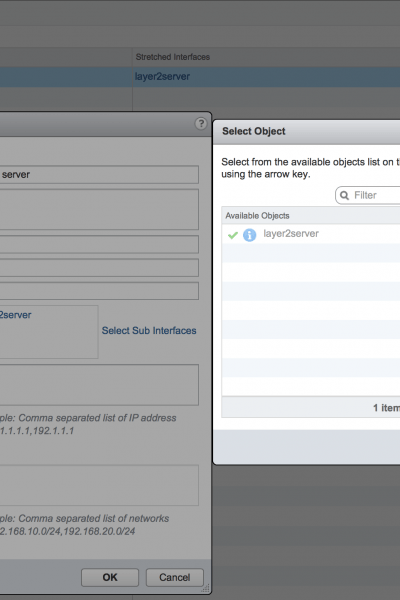 Stretched Interfaces
layer2server
?
server
2server
Select Sub Interfaces
ple: Comma separated list of IP address
1.1.1.1,192.1.1.1
ple: Comma separated list of networks
2.168.10.0/24,192.168.20.0/24
OK
Cancel
Select Object
Select from the available objects list on t
using the arrow key.
Filter
Available Objects
layer2server
1 item